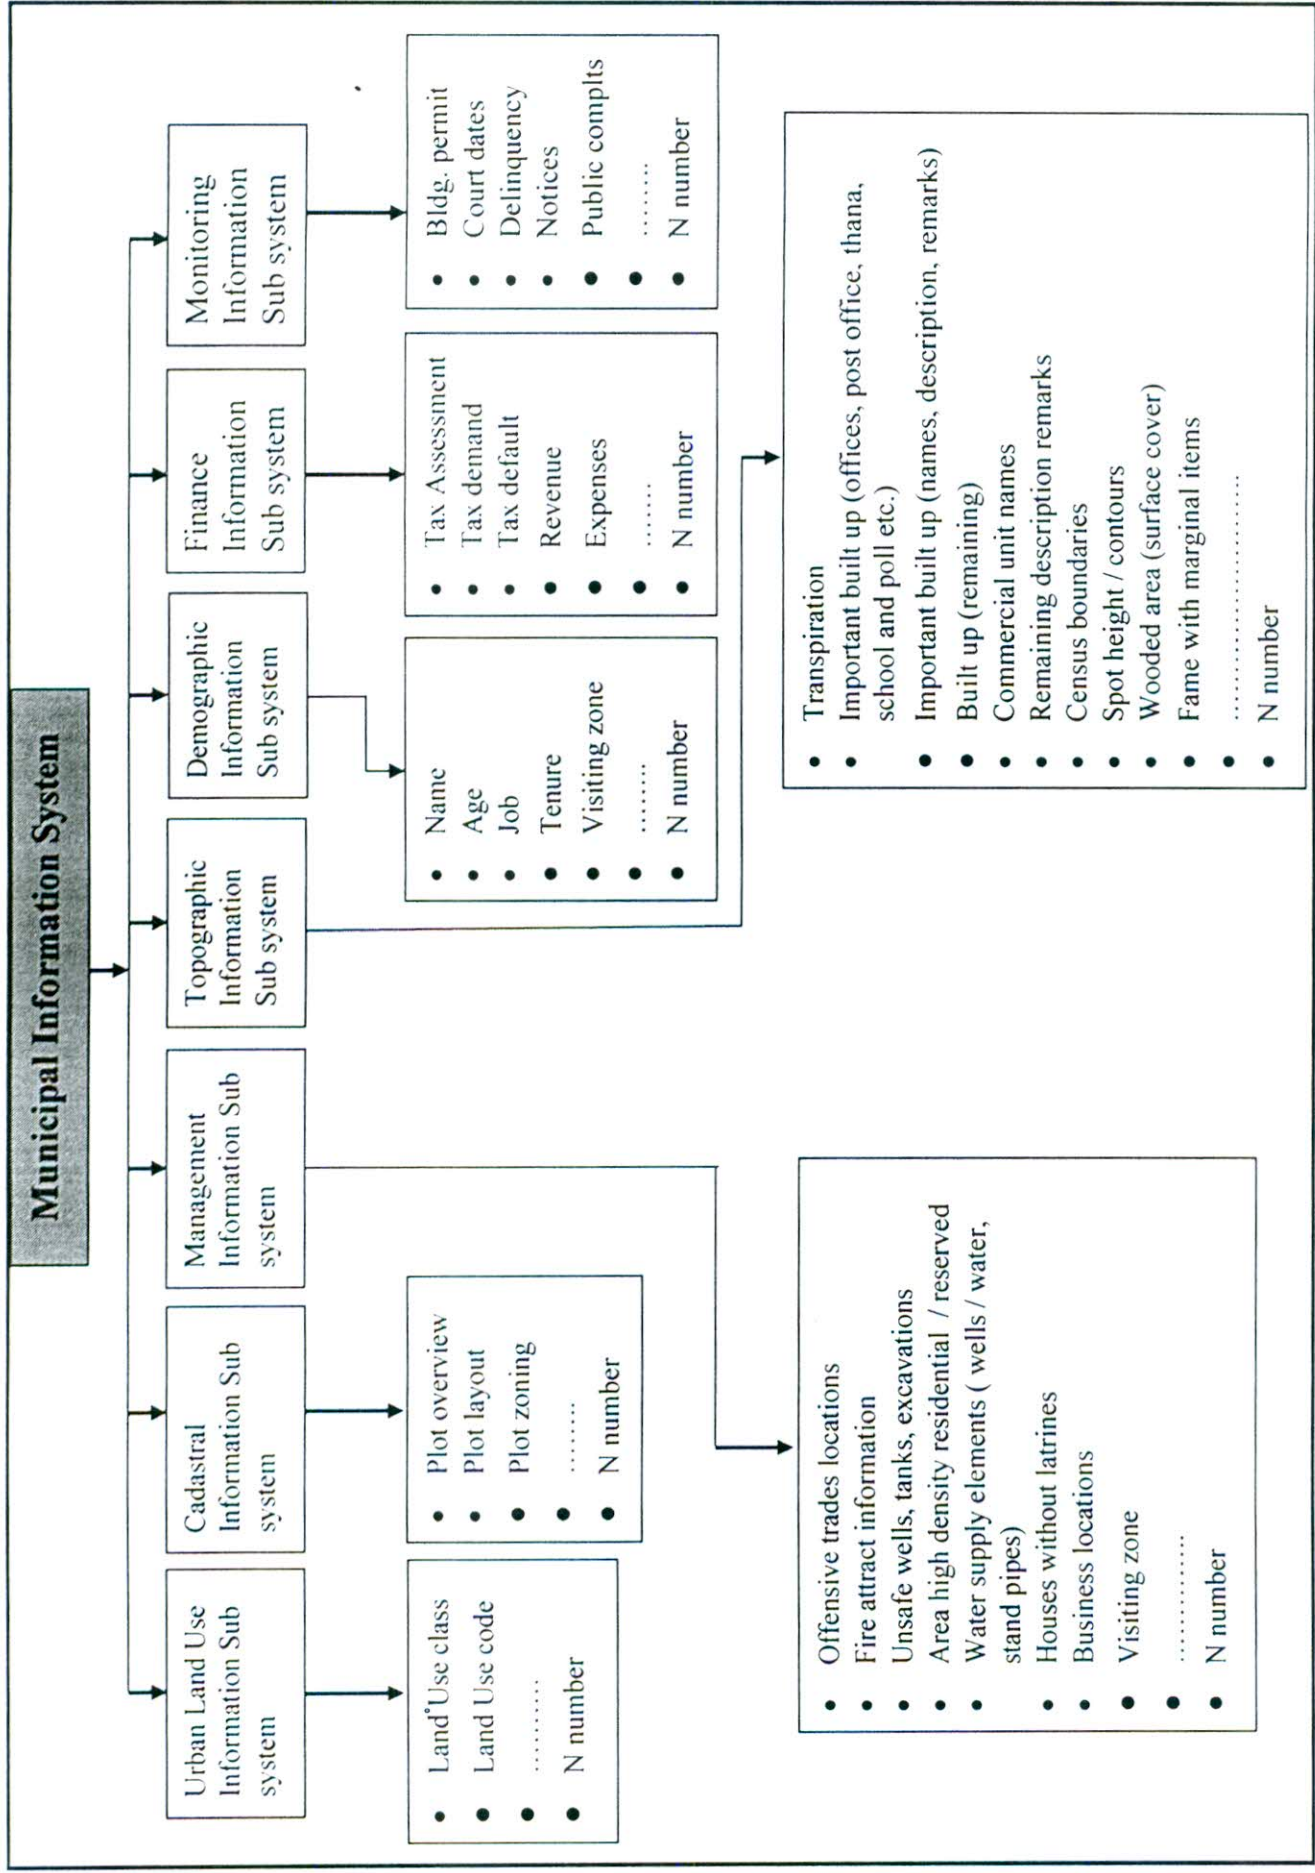 Municipal Information System
Urban Land Use
Information Sub
system
Cadastral
Information Sub
system
Management
Information Sub
system
Topographic
Information
Sub system
Demographic
Information
Sub system
Finance
Information
Sub system
Monitoring
Information
Sub system
• Land Use class
• Land Use code
• ..........
• N number
• Plot overview
• Plot layout
• Plot zoning
• ........
• N number
• Name
• Age
• Job
• Tenure
• Visiting zone
• ........
• N number
• Tax Assessment
• Tax demand
• Tax default
• Revenue
• Expenses
• ........
• N number
• Bldg. permit
• Court dates
• Delinquency
• Notices
• Public complts
• ........
• N number
• Offensive trades locations
• Fire attract information
• Unsafe wells, tanks, excavations
• Area high density residential / reserved
• Water supply elements ( wells / water,
stand pipes)
• Houses without latrines
• Business locations
• Visiting zone
• .............
• N number
• Transpiration
• Important built up (offices, post office, thana,
school and poll etc.)
• Important built up (names, description, remarks)
• Built up (remaining)
• Commercial unit names
• Remaining description remarks
• Census boundaries
• Spot height / contours
• Wooded area (surface cover)
• Fame with marginal items
• .........................
• N number